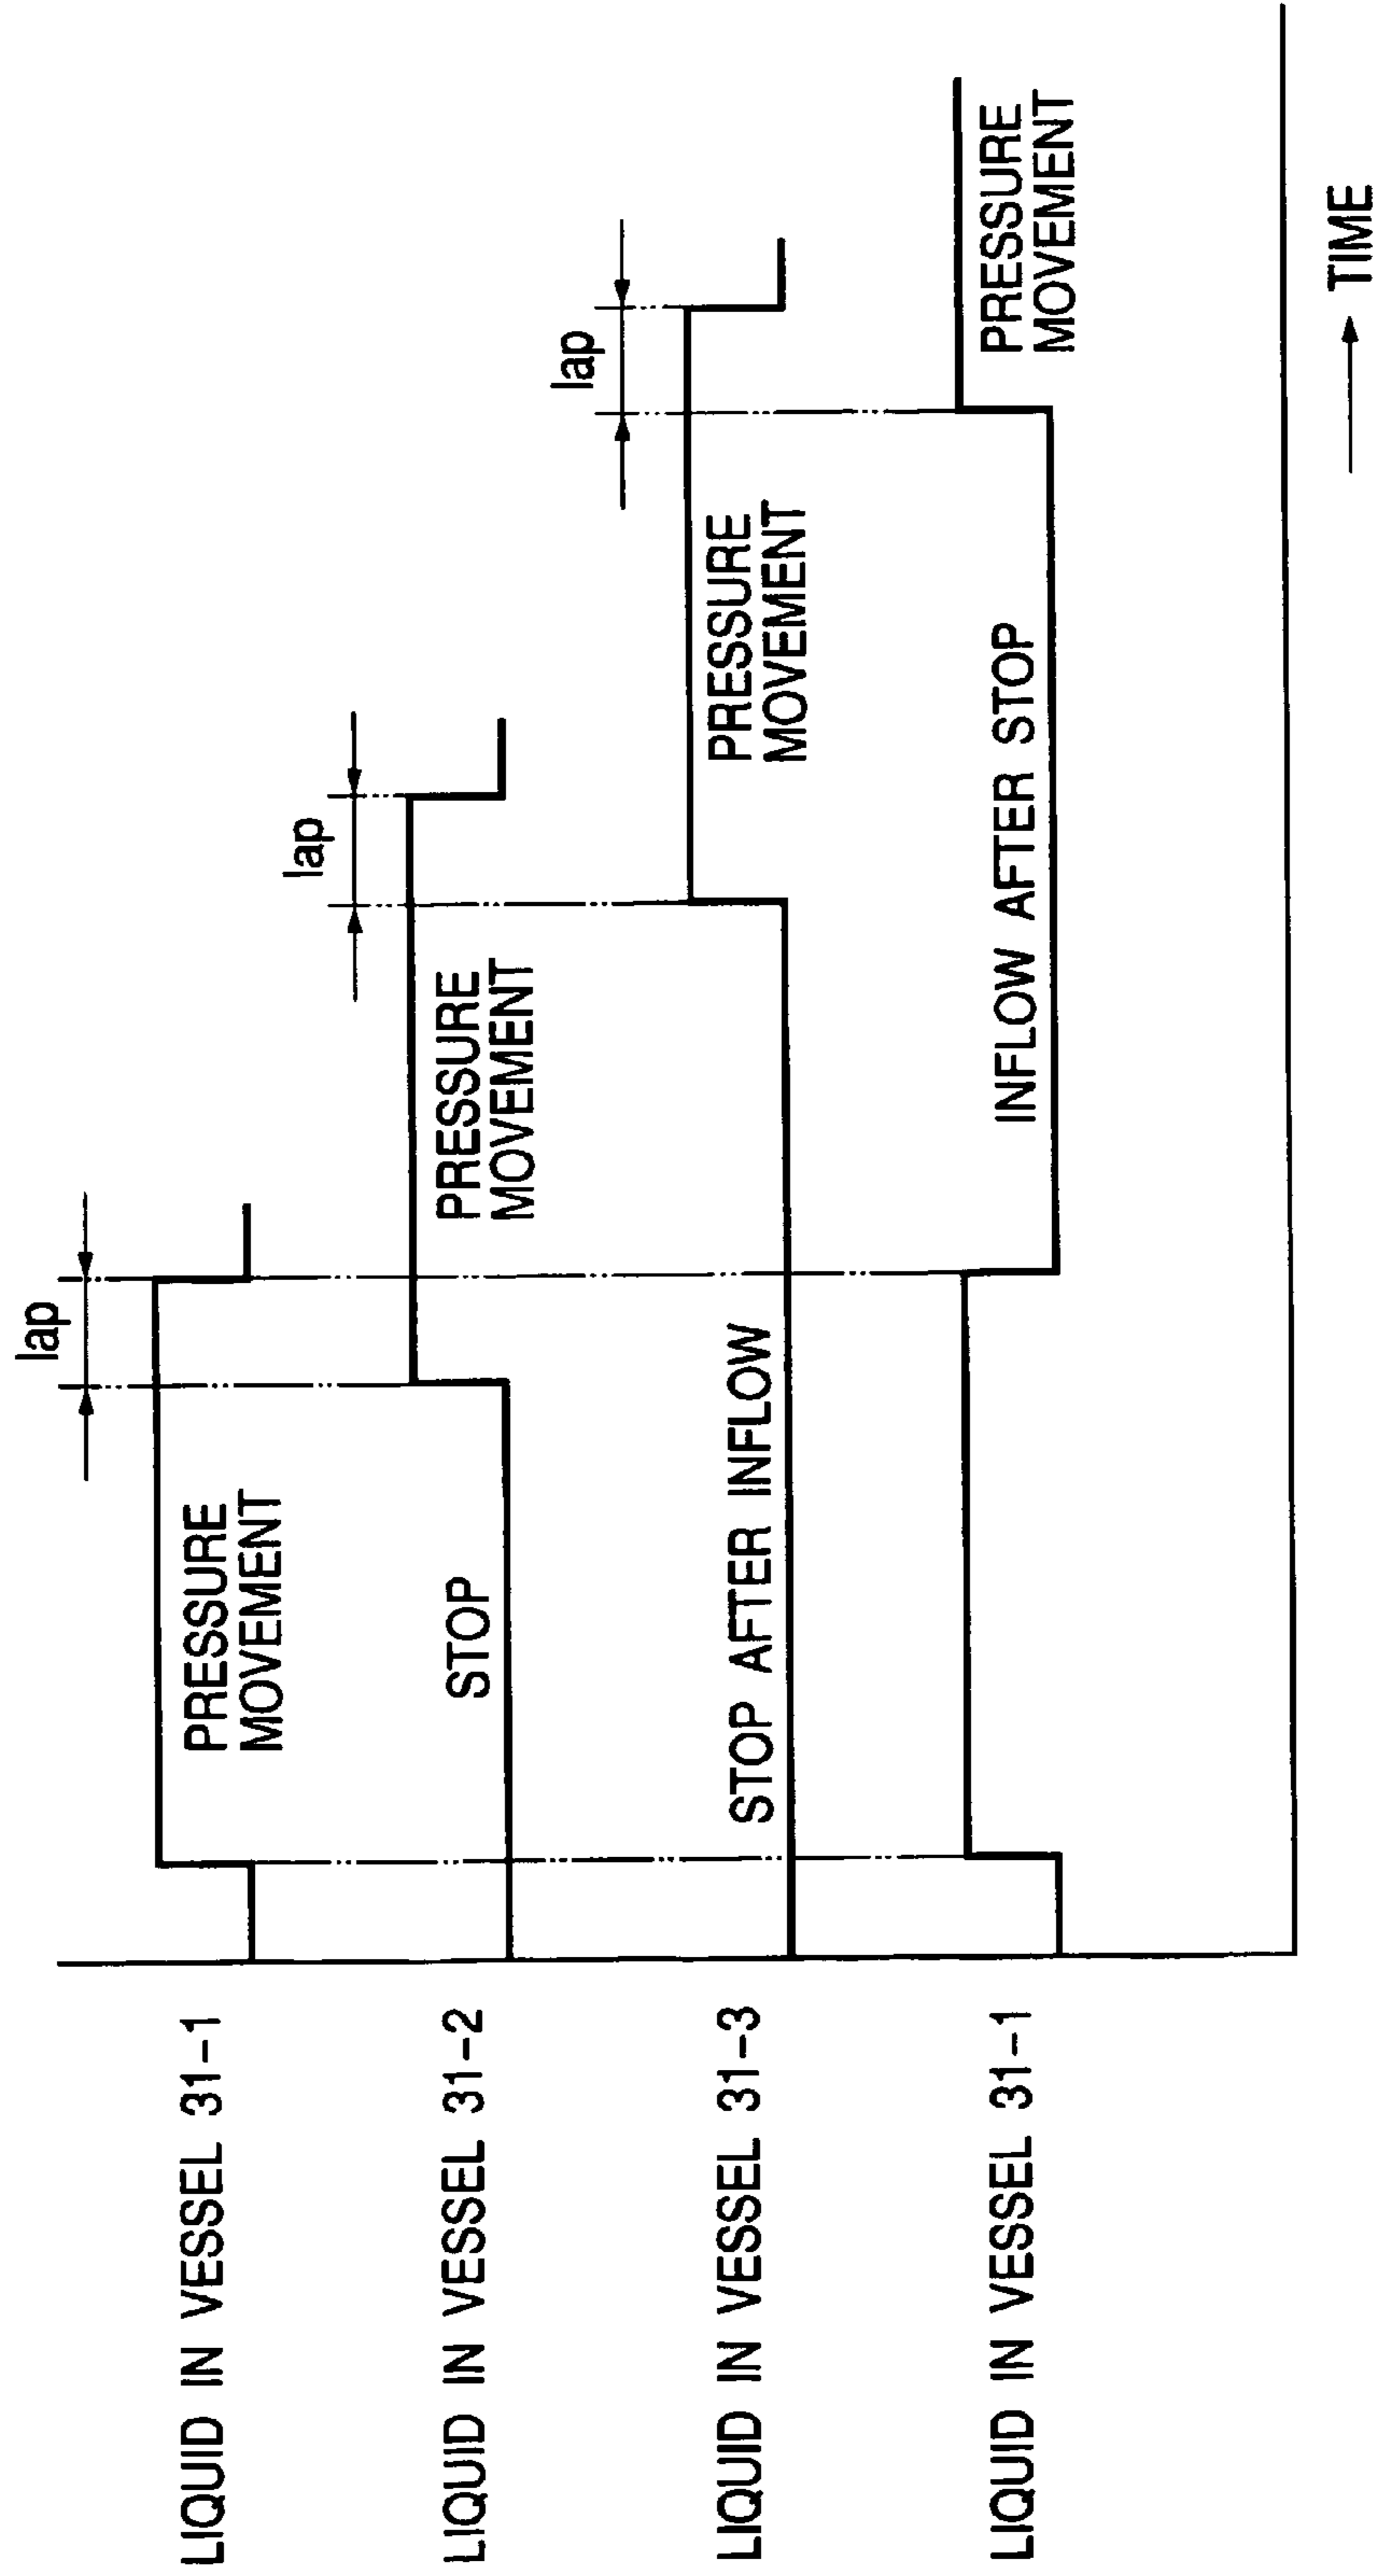 LIQUID IN VESSEL 31-1
PRESSURE
MOVEMENT
lap
LIQUID IN VESSEL 31-2
STOP
PRESSURE
MOVEMENT
lap
LIQUID IN VESSEL 31-3
STOP AFTER INFLOW
PRESSURE
MOVEMENT
lap
LIQUID IN VESSEL 31-1
INFLOW AFTER STOP
PRESSURE
MOVEMENT
TIME